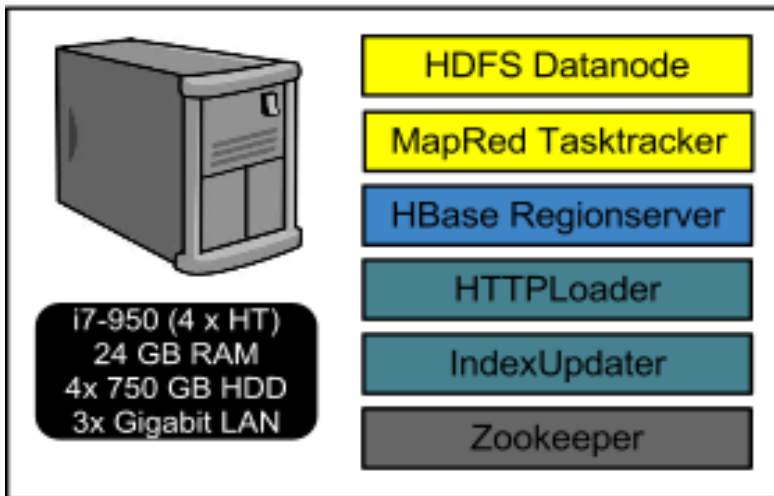 HDFS Datanode
MapRed Tasktracker
HBase Regionserver
HTTPLoader
IndexUpdater
Zookeeper
i7-950 (4 x HT)
24 GB RAM
4x 750 GB HDD
3x Gigabit LAN